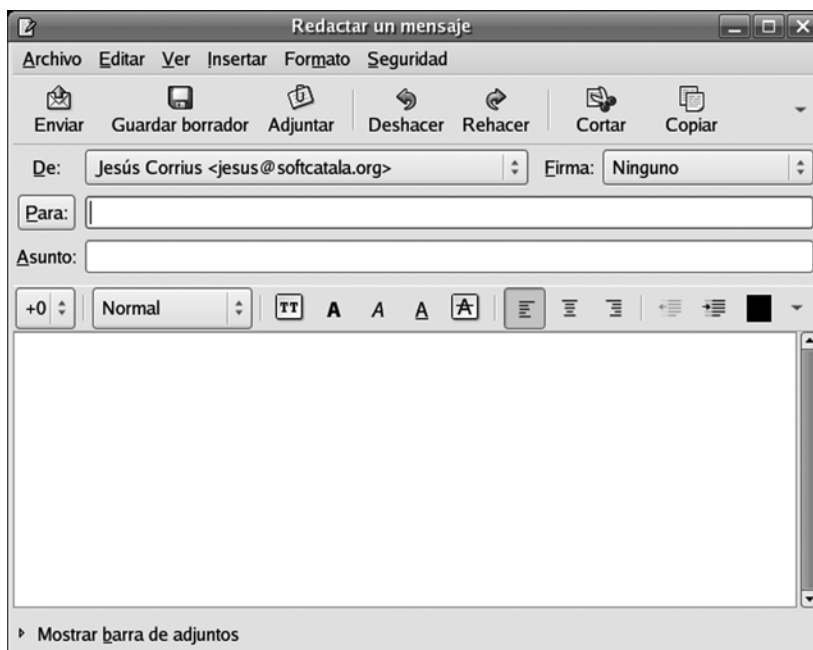 Redactar un mensaje
Archivo Editar Ver Insertar Formato Seguridad
Enviar Guardar borrador Adjuntar Deshacer Rehacer Cortar Copiar
De: Jesús Corrius <jesus@softcatala.org> Firma: Ninguno
Para:
Asunto:
+0 Normal TT A A A A
Mostrar barra de adjuntos